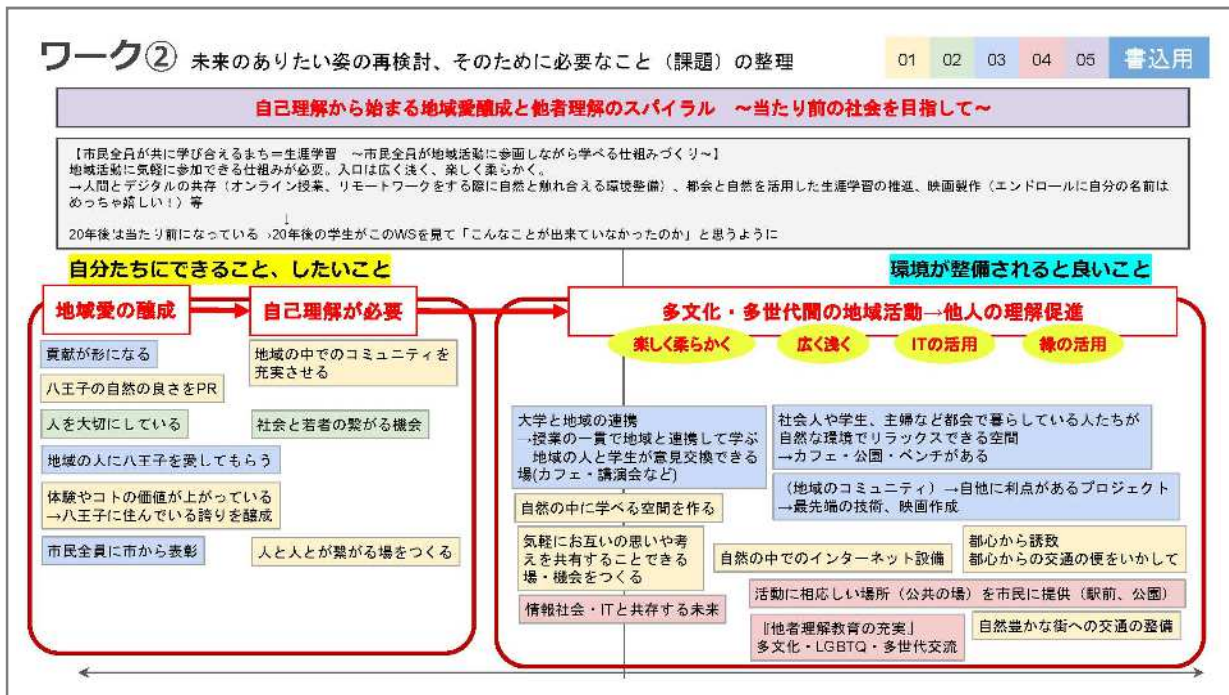 ワーク② 未来のありたい姿の再検討、そのために必要なこと(課題)の整理
01 02 03 04 05 書込用
自己理解から始まる地域愛醸成と他者理解のスパイラル ~当たり前の社会を目指して~
【市民全員が共に学び合えるまち=生涯学習 ~市民全員が地域活動に参画しながら学べる仕組みづくり~】
地域活動に気軽に参加できる仕組みが必要。入口は広く浅く、楽しく柔らかく。
→人間とデジタルの共存(オンライン授業、リモートワークをする際に自然と触れ合える環境整備)、都会と自然を活用した生涯学習の推進、映画製作(エンドロールに自分の名前は
めっちゃ嬉しい!)等
↓
20年後は当たり前になっている→20年後の学生がこのWSを見て「こんなことが出来ていなかったのか」と思うように
自分たちにできること、したいこと
地域愛の醸成
自己理解が必要
貢献が形になる
八王子の自然の良さをPR
人を大切にしている
地域の人に八王子を愛してもらう
体験やコトの価値が上がっている
→八王子に住んでいる誇りを醸成
市民全員に市から表彰
地域の中でのコミュニティを
充実させる
社会と若者の繋がる機会
人と人とが繋がる場をつくる
環境が整備されると良いこと
多文化・多世代間の地域活動→他人の理解促進
楽しく柔らかく 広く浅く ITの活用 緑の活用
大学と地域の連携
→授業の一貫で地域と連携して学ぶ
地域の人と学生が意見交換できる
場(カフェ・講演会など)
自然の中に学べる空間を作る
気軽にお互いの思いや考
えを共有することできる
場・機会をつくる
情報社会・ITと共存する未来
社会人や学生、主婦など都会で暮らしている人たちが
自然な環境でリラックスできる空間
→カフェ・公園・ベンチがある
(地域のコミュニティ)→自他に利点があるプロジェクト
→最先端の技術、映画作成
自然の中でのインターネット設備
都心から誘致
都心からの交通の便をいかして
活動に相応しい場所(公共の場)を市民に提供(駅前、公園)
『他者理解教育の充実』
多文化・LGBTQ・多世代交流
自然豊かな街への交通の整備